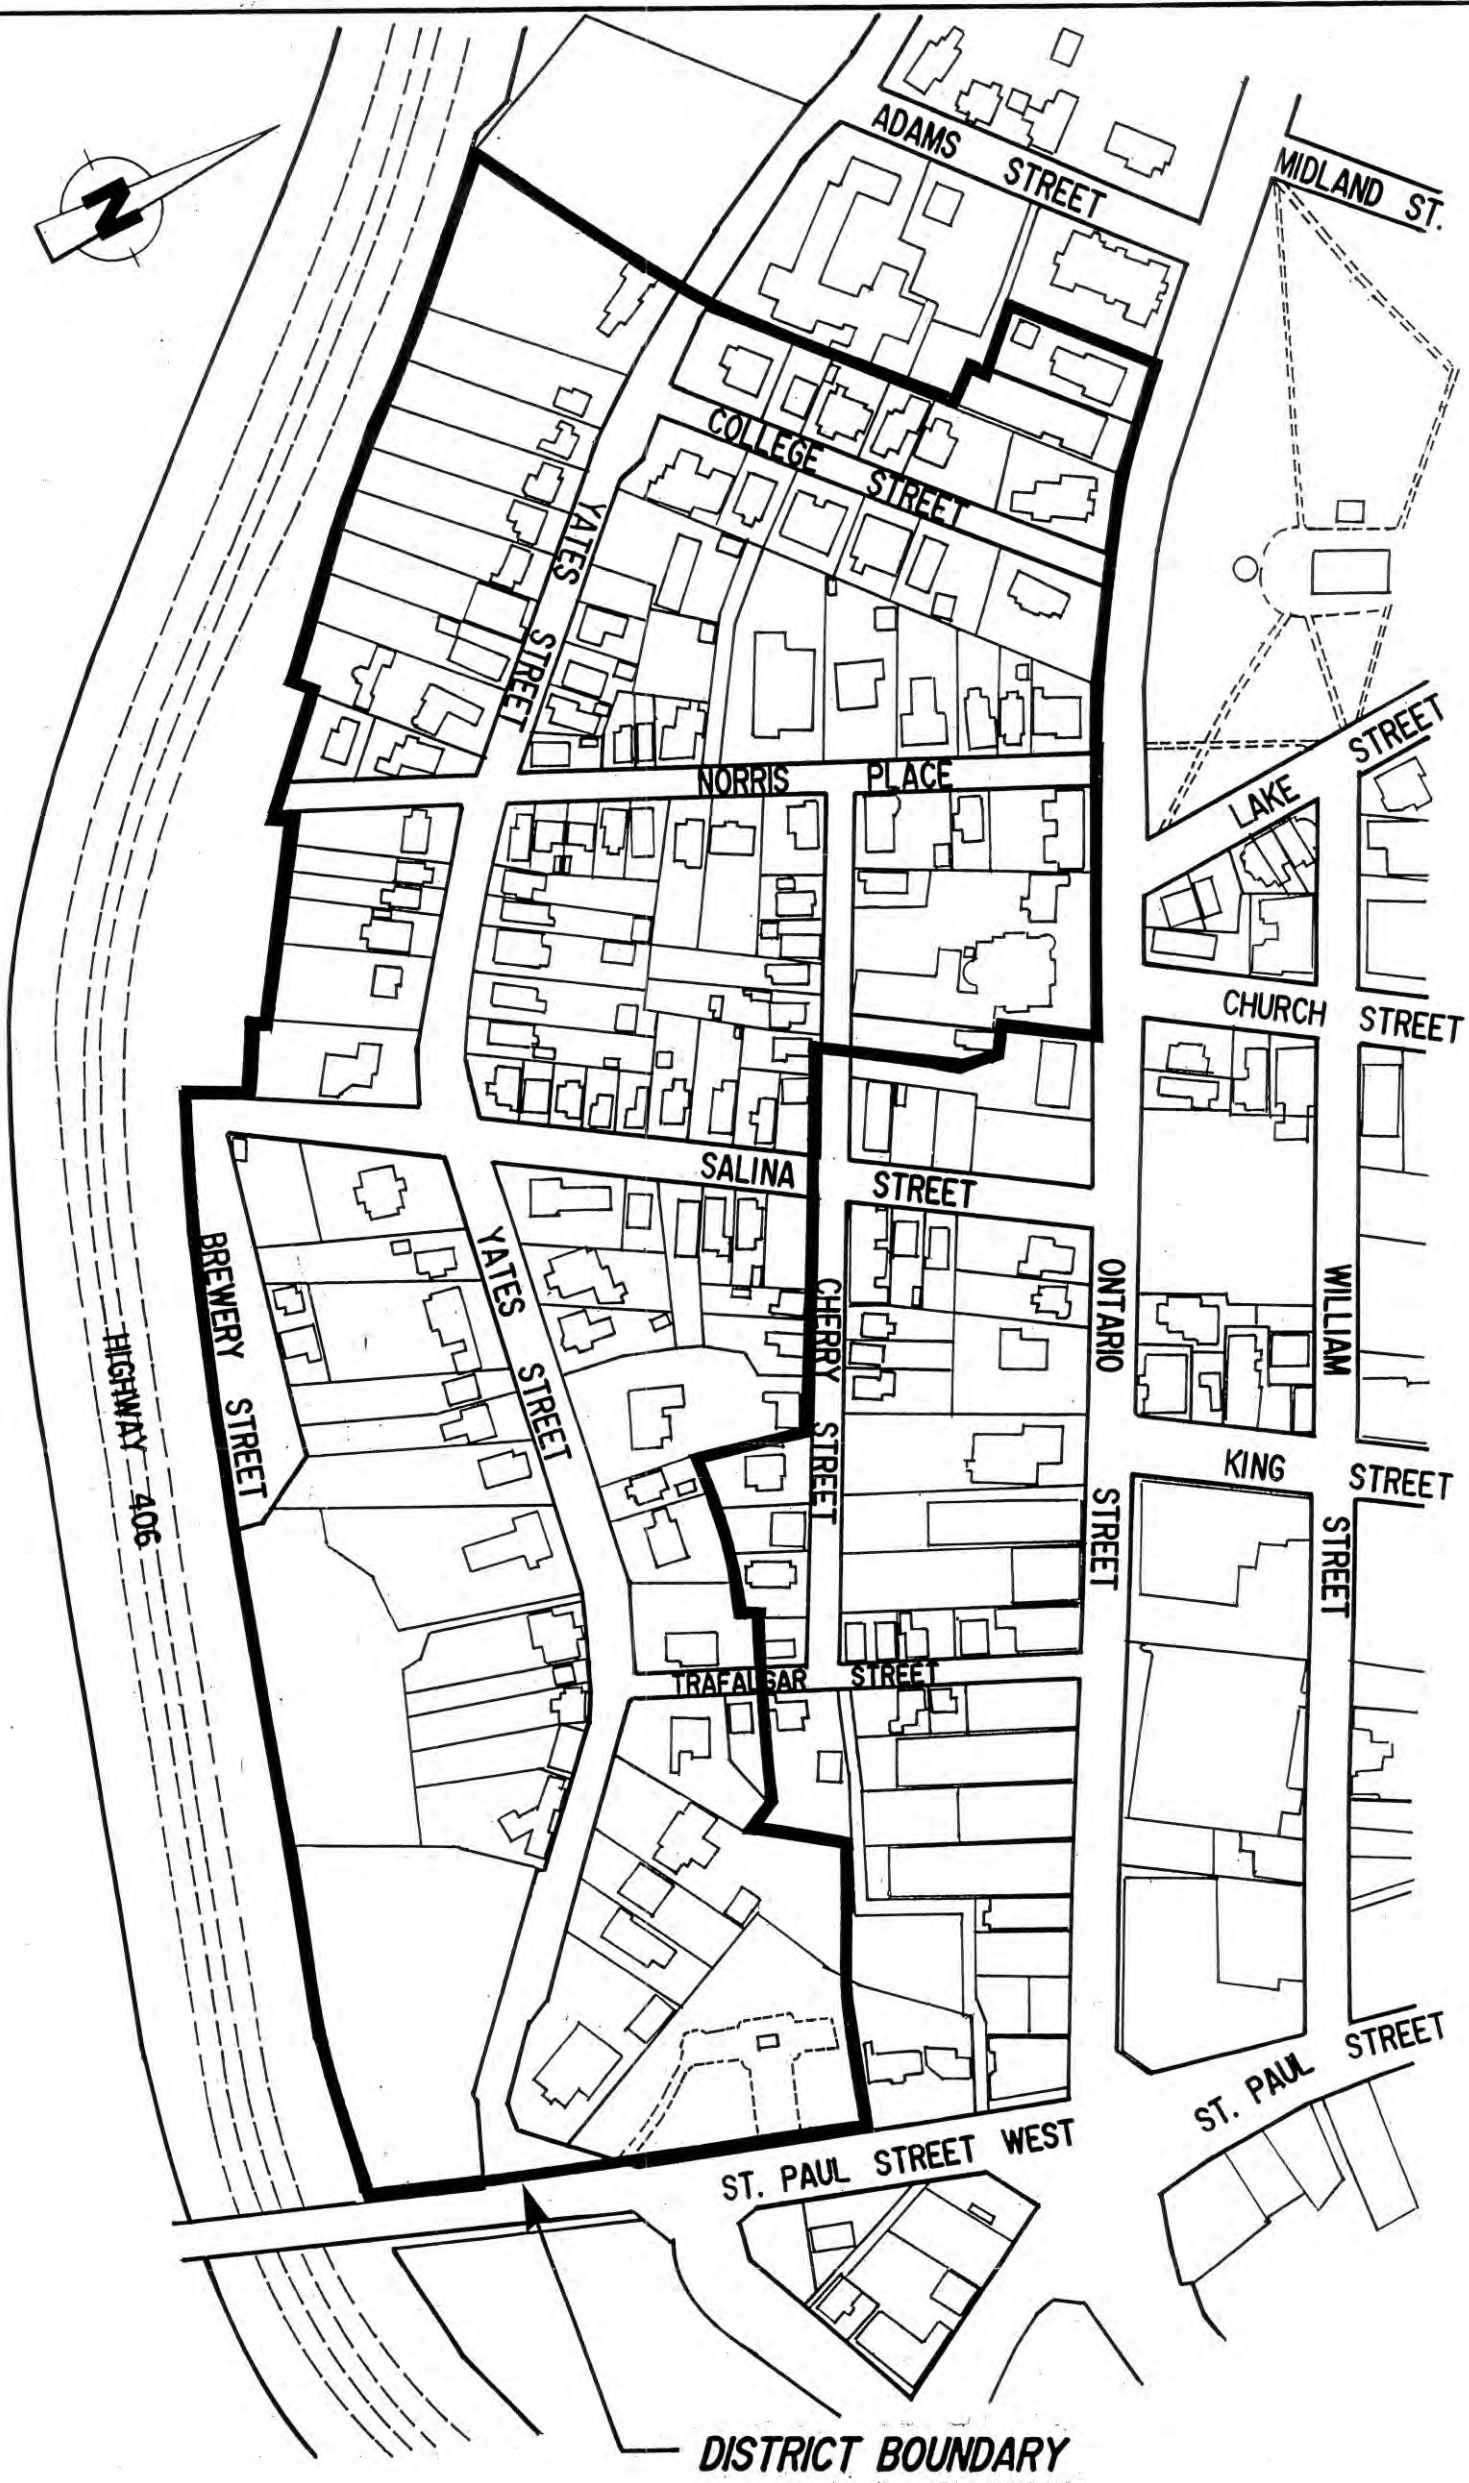 N
ADAMS STREET
MIDLAND ST.
COLLEGE STREET
YATES STREET
NORRIS PLACE
LAKE STREET
CHURCH STREET
SALINA STREET
BREWERY STREET
YATES STREET
CHERRY STREET
ONTARIO STREET
WILLIAM STREET
HIGHWAY 406
KING STREET
TRAFALGAR STREET
ST. PAUL STREET
ST. PAUL STREET WEST
DISTRICT BOUNDARY